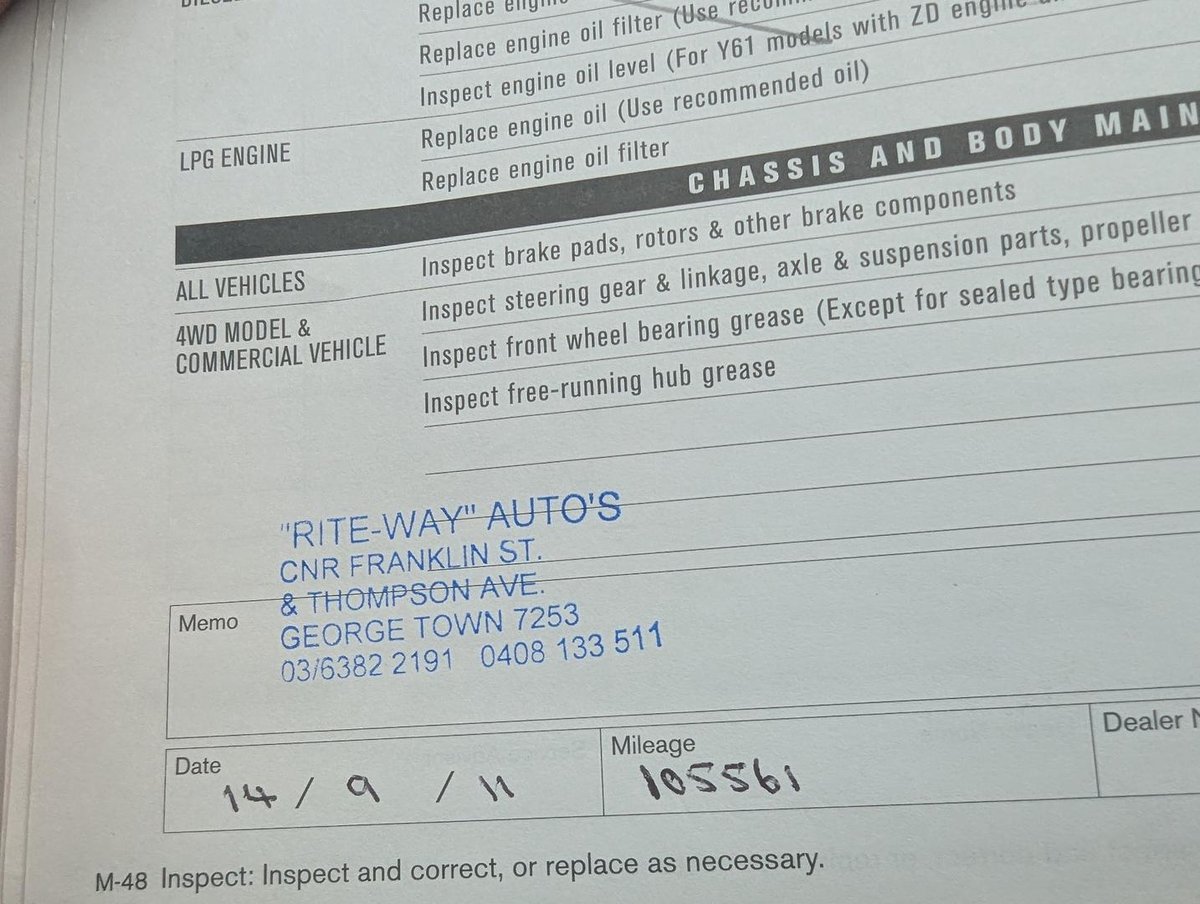 Replace
Replace engine oil filter (Use
Inspect engine oil level (For Y61 models with ZD engine
LPG ENGINE
Replace engine oil (Use recommended oil)
Replace engine oil filter
CHASSIS AND BODY MAIN
ALL VEHICLES
Inspect brake pads, rotors & other brake components
4WD MODEL &
COMMERCIAL VEHICLE
Inspect steering gear & linkage, axle & suspension parts, propeller
Inspect front wheel bearing grease (Except for sealed type bearing
Inspect free-running hub grease
"RITE-WAY" AUTO'S
CNR FRANKLIN ST.
& THOMPSON AVE.
GEORGE TOWN 7253
03/6382 2191 0408 133 511
Memo
Date
14 / 9 / 11
Mileage
105561
Dealer N
M-48 Inspect: Inspect and correct, or replace as necessary.